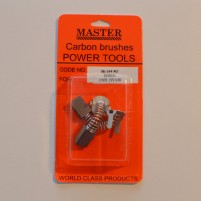 MASTER
Carbon brushes
POWER TOOLS
CODE NO.
FOR
WORLD CLASS PRODUCTS